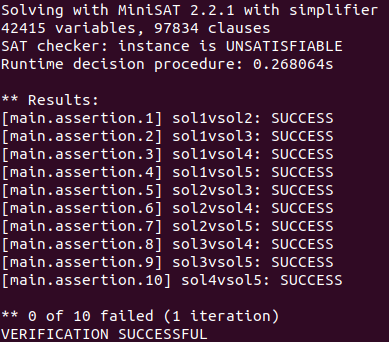 Solving with MiniSAT 2.2.1 with simplifier
42415 variables, 97834 clauses
SAT checker: instance is UNSATISFIABLE
Runtime decision procedure: 0.268064s

** Results:
[main.assertion.1] sol1vsol2: SUCCESS
[main.assertion.2] sol1vsol3: SUCCESS
[main.assertion.3] sol1vsol4: SUCCESS
[main.assertion.4] sol1vsol5: SUCCESS
[main.assertion.5] sol2vsol3: SUCCESS
[main.assertion.6] sol2vsol4: SUCCESS
[main.assertion.7] sol2vsol5: SUCCESS
[main.assertion.8] sol3vsol4: SUCCESS
[main.assertion.9] sol3vsol5: SUCCESS
[main.assertion.10] sol4vsol5: SUCCESS

** 0 of 10 failed (1 iteration)
VERIFICATION SUCCESSFUL